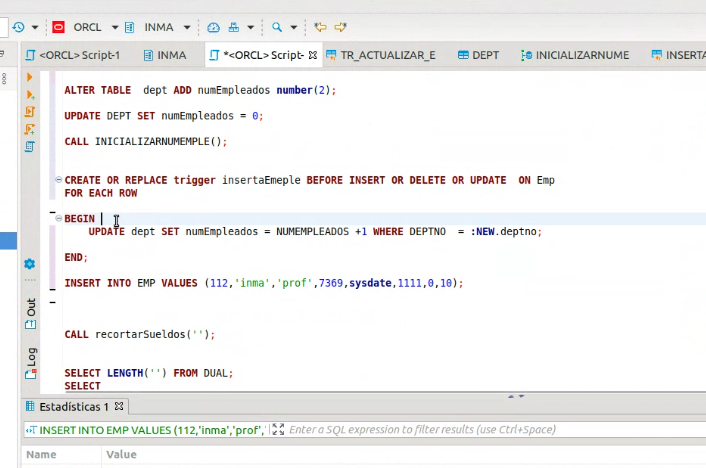 ORCL INMA
<ORCL> Script-1 INMA *<ORCL> Script- TR_ACTUALIZAR_E DEPT INICIALIZARNUME INSERTA
ALTER TABLE dept ADD numEmpleados number(2);
UPDATE DEPT SET numEmpleados = 0;
CALL INICIALIZARNUMEMPLE();
CREATE OR REPLACE trigger insertaEmeple BEFORE INSERT OR DELETE OR UPDATE ON Emp
FOR EACH ROW
BEGIN
UPDATE dept SET numEmpleados = NUMEMPLEADOS +1 WHERE DEPTNO = :NEW.deptno;
END;
INSERT INTO EMP VALUES (112,'inma','prof',7369,sysdate,1111,0,10);
Out
CALL recortarSueldos('');
Log
SELECT LENGTH('') FROM DUAL;
SELECT
Estadísticas 1
INSERT INTO EMP VALUES (112,'inma','prof',' Enter a SQL expression to filter results (use Ctrl+Space)
Name Value